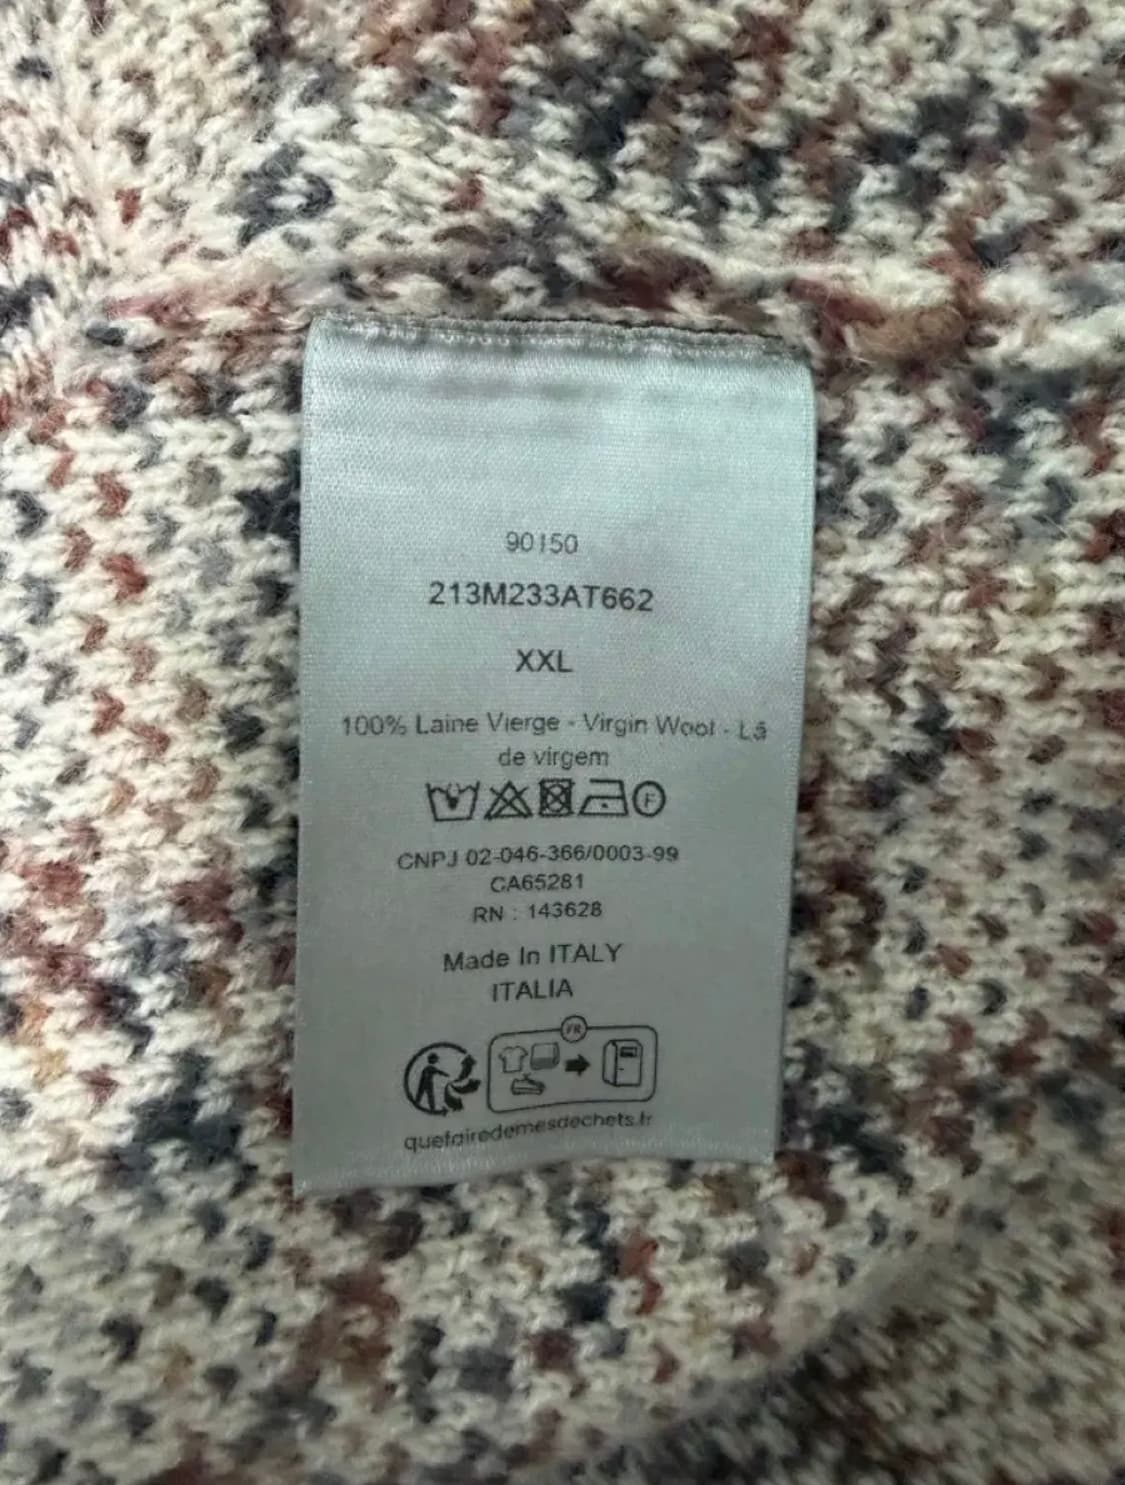 90150
213M233AT662
XXL
100% Laine Vierge - Virgin Wool - Lã
de virgem
F
CNPJ 02-046-366/0003-99
CA65281
RN : 143628
Made In ITALY
ITALIA
FR
quefairedemesdechets.fr